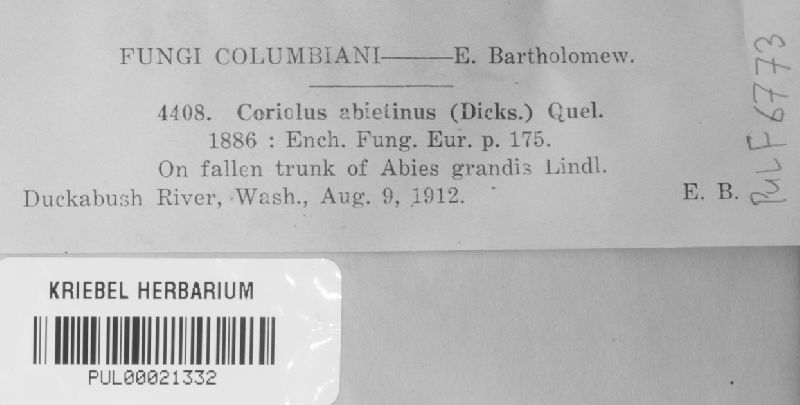 FUNGI COLUMBIANI——E. Bartholomew.
4408. Coriolus abietinus (Dicks.) Quel.
1886 : Ench. Fung. Eur. p. 175.
On fallen trunk of Abies grandis Lindl.
Duckabush River, Wash., Aug. 9, 1912. E. B.
PUL F 6773
KRIEBEL HERBARIUM
PUL00021332